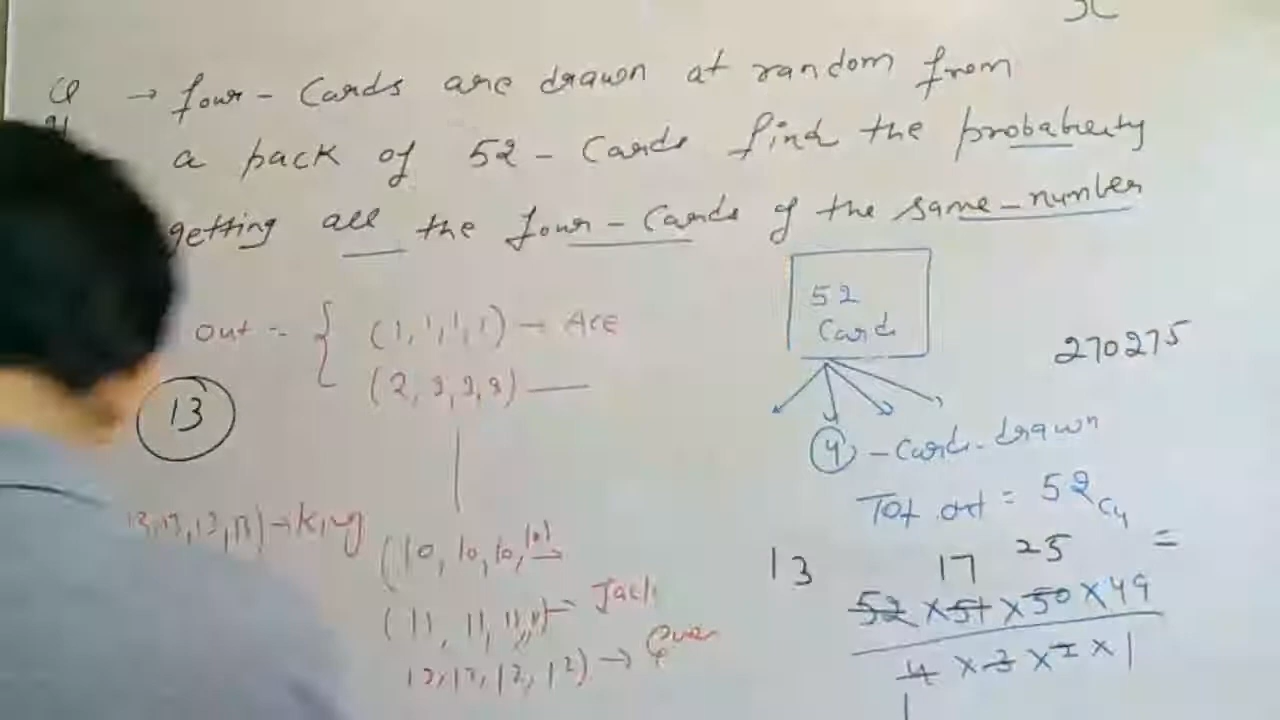 Q → four - Cards are drawn at random from
a pack of 52 - Cards find the probability
getting all the four - Cards of the same - number
out :- { (1, 1, 1, 1) → Ace
(2, 2, 2, 2) —
13
13, 13, 13, 13) → King
(10, 10, 10, 10)
(11, 11, 11, 11) → Jack
12, 12, 12, 12) →
52
Card
270275
4 - Card drawn
Tot out = 52C4
13 17 25 =
52 × 51 × 50 × 49
4 × 3 × 2 × 1
1